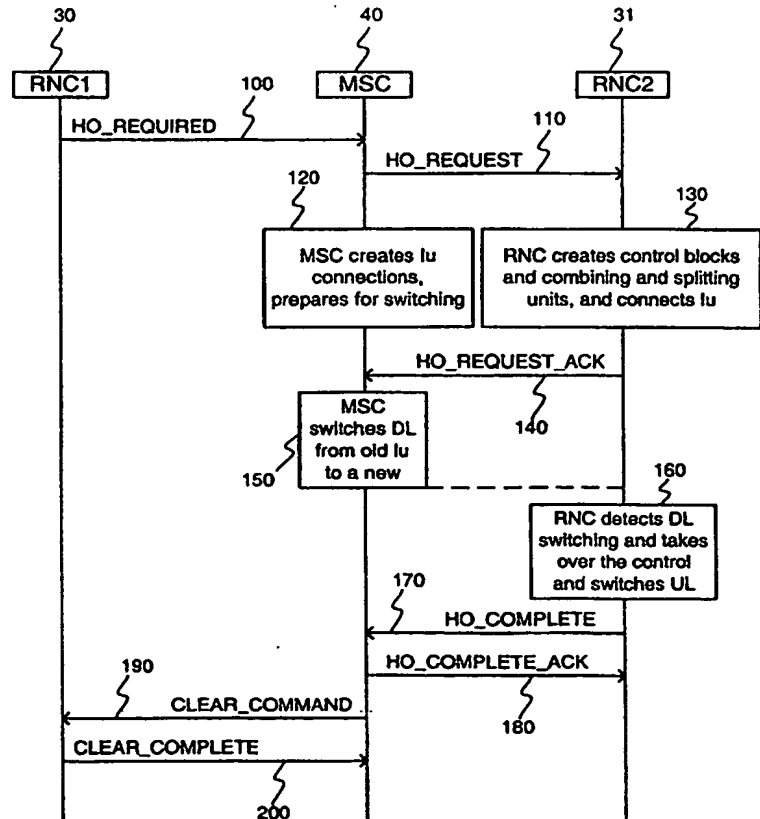 30
40
31
RNC1
MSC
RNC2
100
HO_REQUIRED
110
HO_REQUEST
120
130
MSC creates Iu
connections,
prepares for switching
RNC creates control blocks
and combining and splitting
units, and connects Iu
HO_REQUEST_ACK
140
MSC
switches DL
from old Iu
to a new
150
160
RNC detects DL
switching and takes
over the control
and switches UL
170
HO_COMPLETE
HO_COMPLETE_ACK
180
190
CLEAR_COMMAND
CLEAR_COMPLETE
200